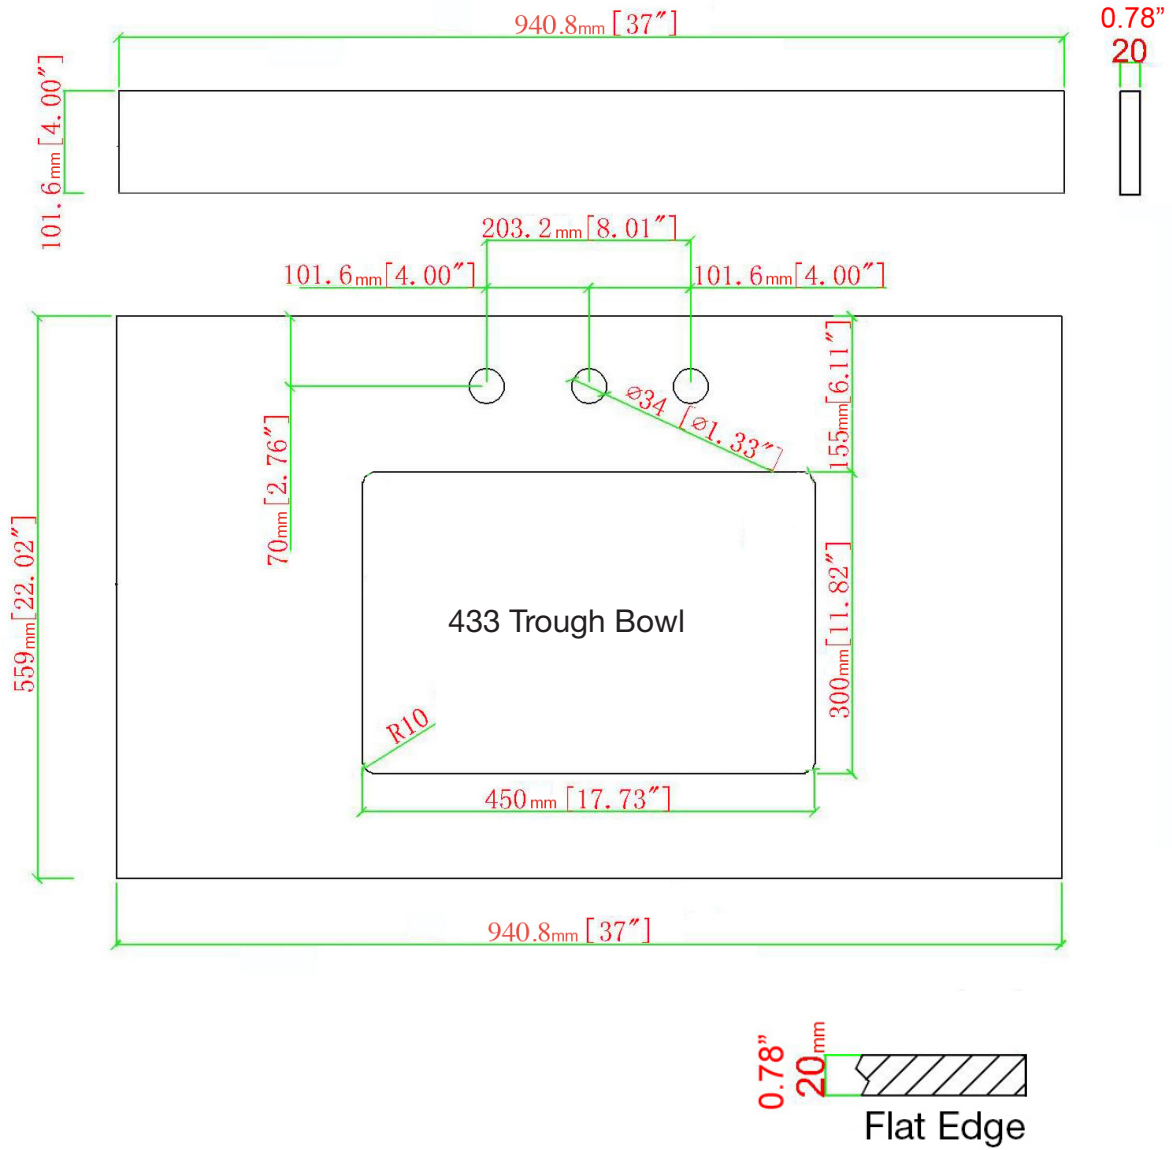 940.8mm[37"]
0.78"
20
101.6mm[4.00"]
203.2mm[8.01"]
101.6mm[4.00"]
101.6mm[4.00"]
155mm[6.11"]
ø34 [ø1.33"]
70mm[2.76"]
559mm[22.02"]
433 Trough Bowl
300mm[11.82"]
R10
450mm[17.73"]
940.8mm[37"]
0.78"
20mm
Flat Edge